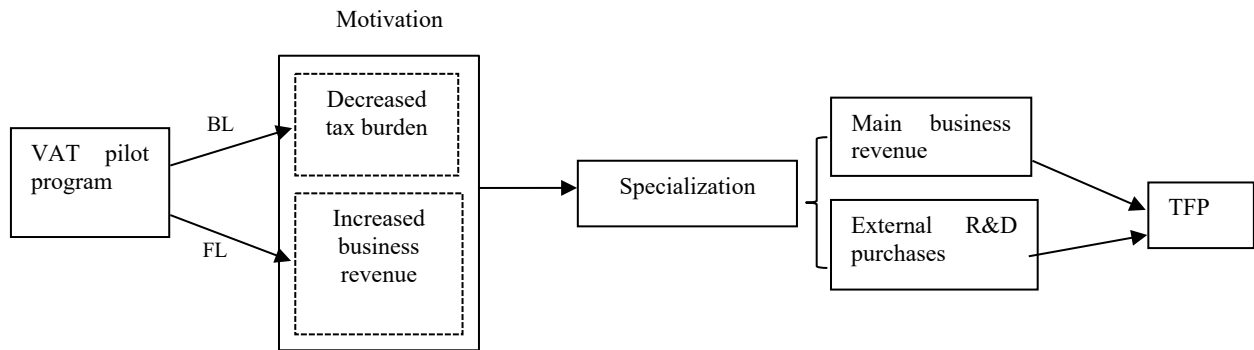 Motivation
VAT pilot
program
BL
FL
Decreased
tax burden
Increased
business
revenue
Specialization
Main business
revenue
External R&D
purchases
TFP